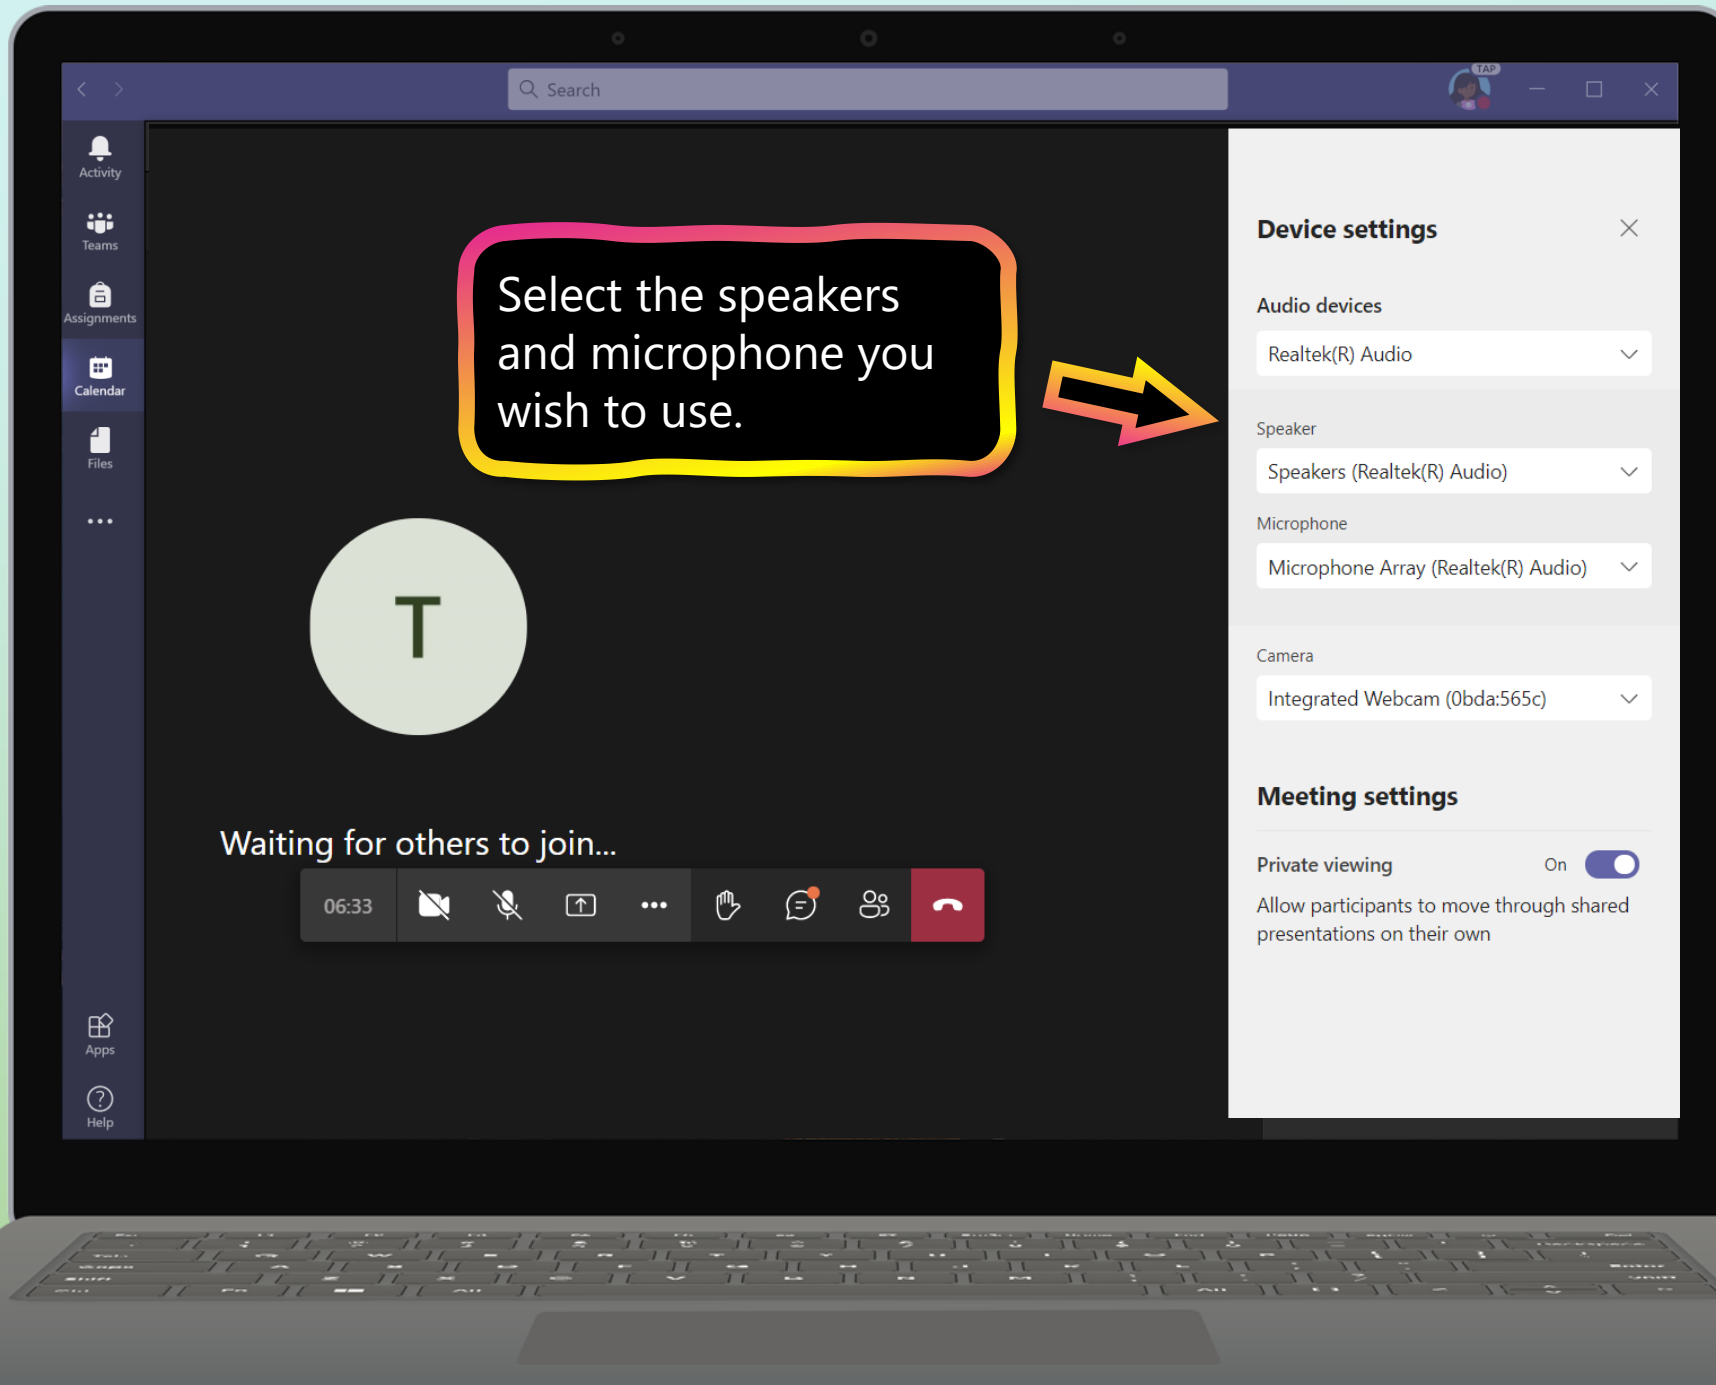 Search
TAP
Activity
Teams
Assignments
Calendar
Files
Apps
Help
Select the speakers
and microphone you
wish to use.
T
Waiting for others to join...
06:33
Device settings
Audio devices
Realtek(R) Audio
Speaker
Speakers (Realtek(R) Audio)
Microphone
Microphone Array (Realtek(R) Audio)
Camera
Integrated Webcam (0bda:565c)
Meeting settings
Private viewing
On
Allow participants to move through shared
presentations on their own